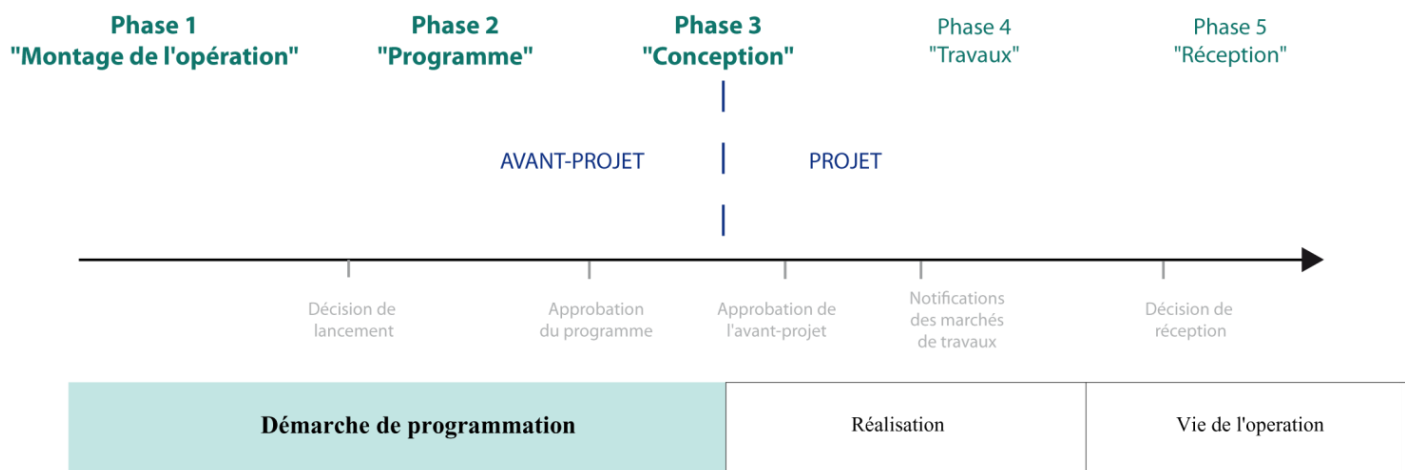 Phase 1
"Montage de l'opération"
Phase 2
"Programme"
Phase 3
"Conception"
Phase 4
"Travaux"
Phase 5
"Réception"
AVANT-PROJET
PROJET
Décision de
lancement
Approbation
du programme
Approbation de
l'avant-projet
Notifications
des marchés
de travaux
Décision de
réception
Démarche de programmation
Réalisation
Vie de l'operation